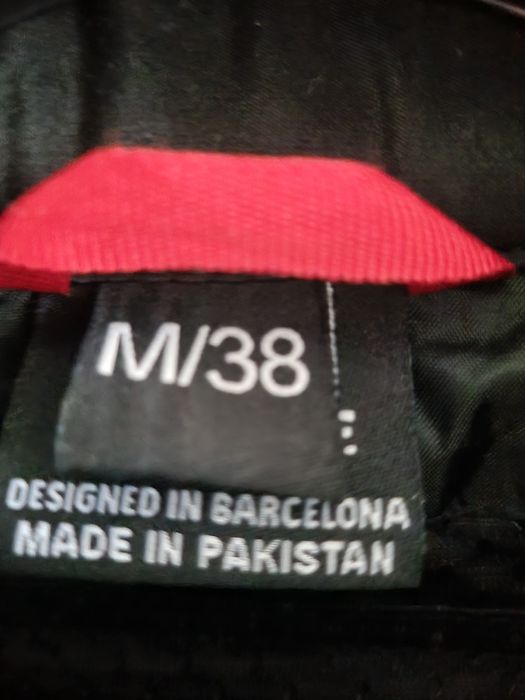 M/38
DESIGNED IN BARCELONA
MADE IN PAKISTAN